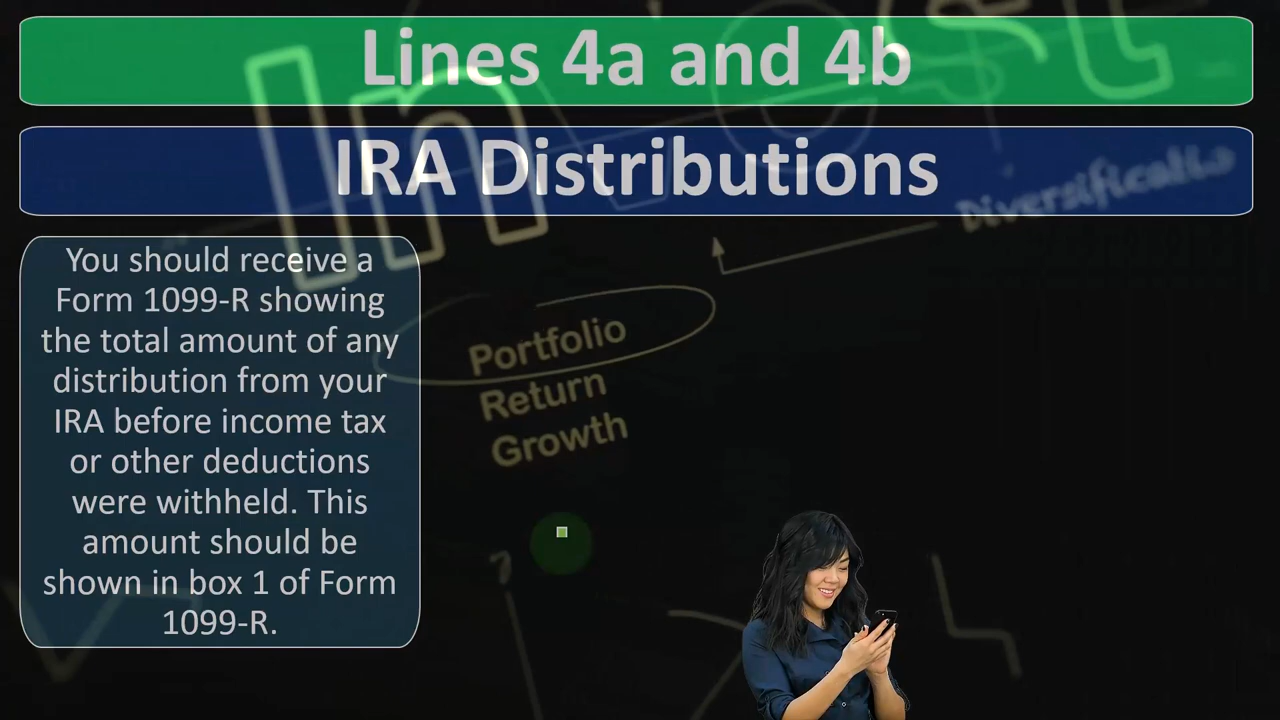 Lines 4a and 4b
IRA Distributions
Diversificatio
You should receive a
Form 1099-R showing
the total amount of any
distribution from your
IRA before income tax
or other deductions
were withheld. This
amount should be
shown in box 1 of Form
1099-R.
Portfolio
Return
Growth